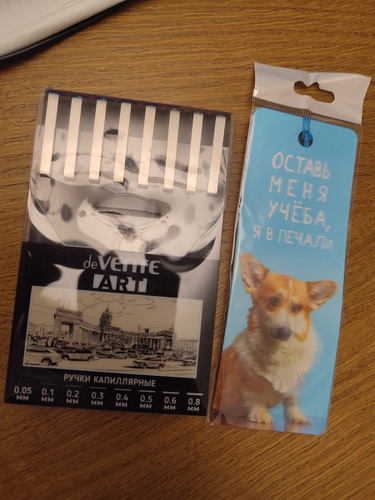 deVENTE
ART
РУЧКИ КАПИЛЛЯРНЫЕ
0.05 0.1 0.2 0.3 0.4 0.5 0.6 0.8
ММ ММ ММ ММ ММ ММ ММ ММ
ОСТАВЬ
МЕНЯ
УЧЁБА,
Я В ПЕЧАЛИ